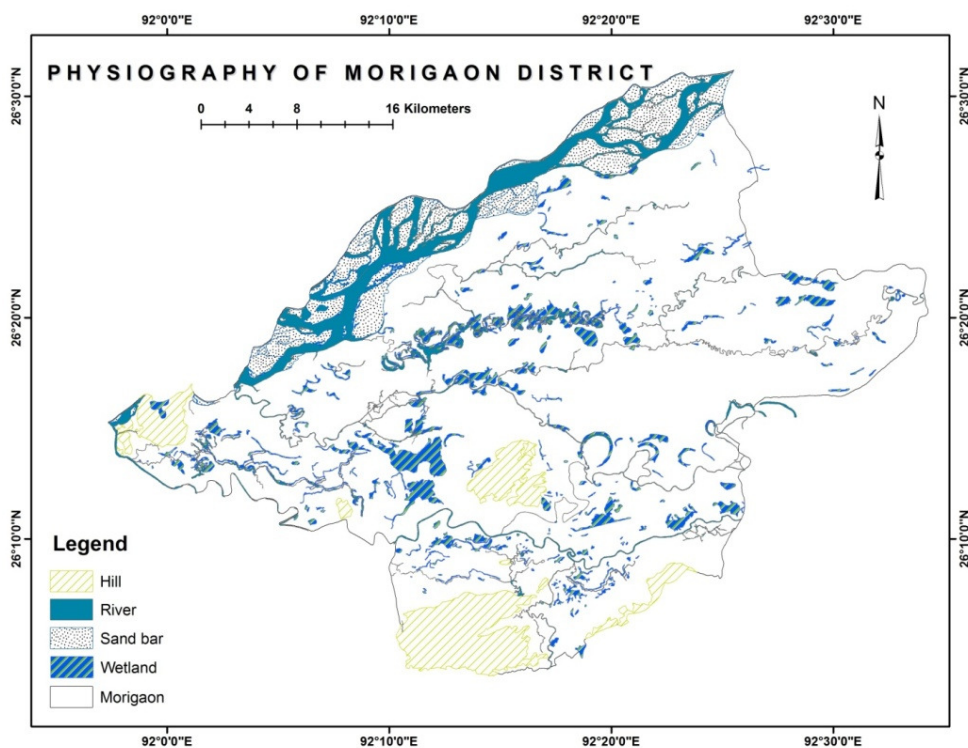 92°0'0"E 92°10'0"E 92°20'0"E 92°30'0"E
PHYSIOGRAPHY OF MORIGAON DISTRICT
0 4 8 16 Kilometers
N
26°30'0"N 26°30'0"N
26°20'0"N 26°20'0"N
26°10'0"N 26°10'0"N
Legend
Hill
River
Sand bar
Wetland
Morigaon
92°0'0"E 92°10'0"E 92°20'0"E 92°30'0"E